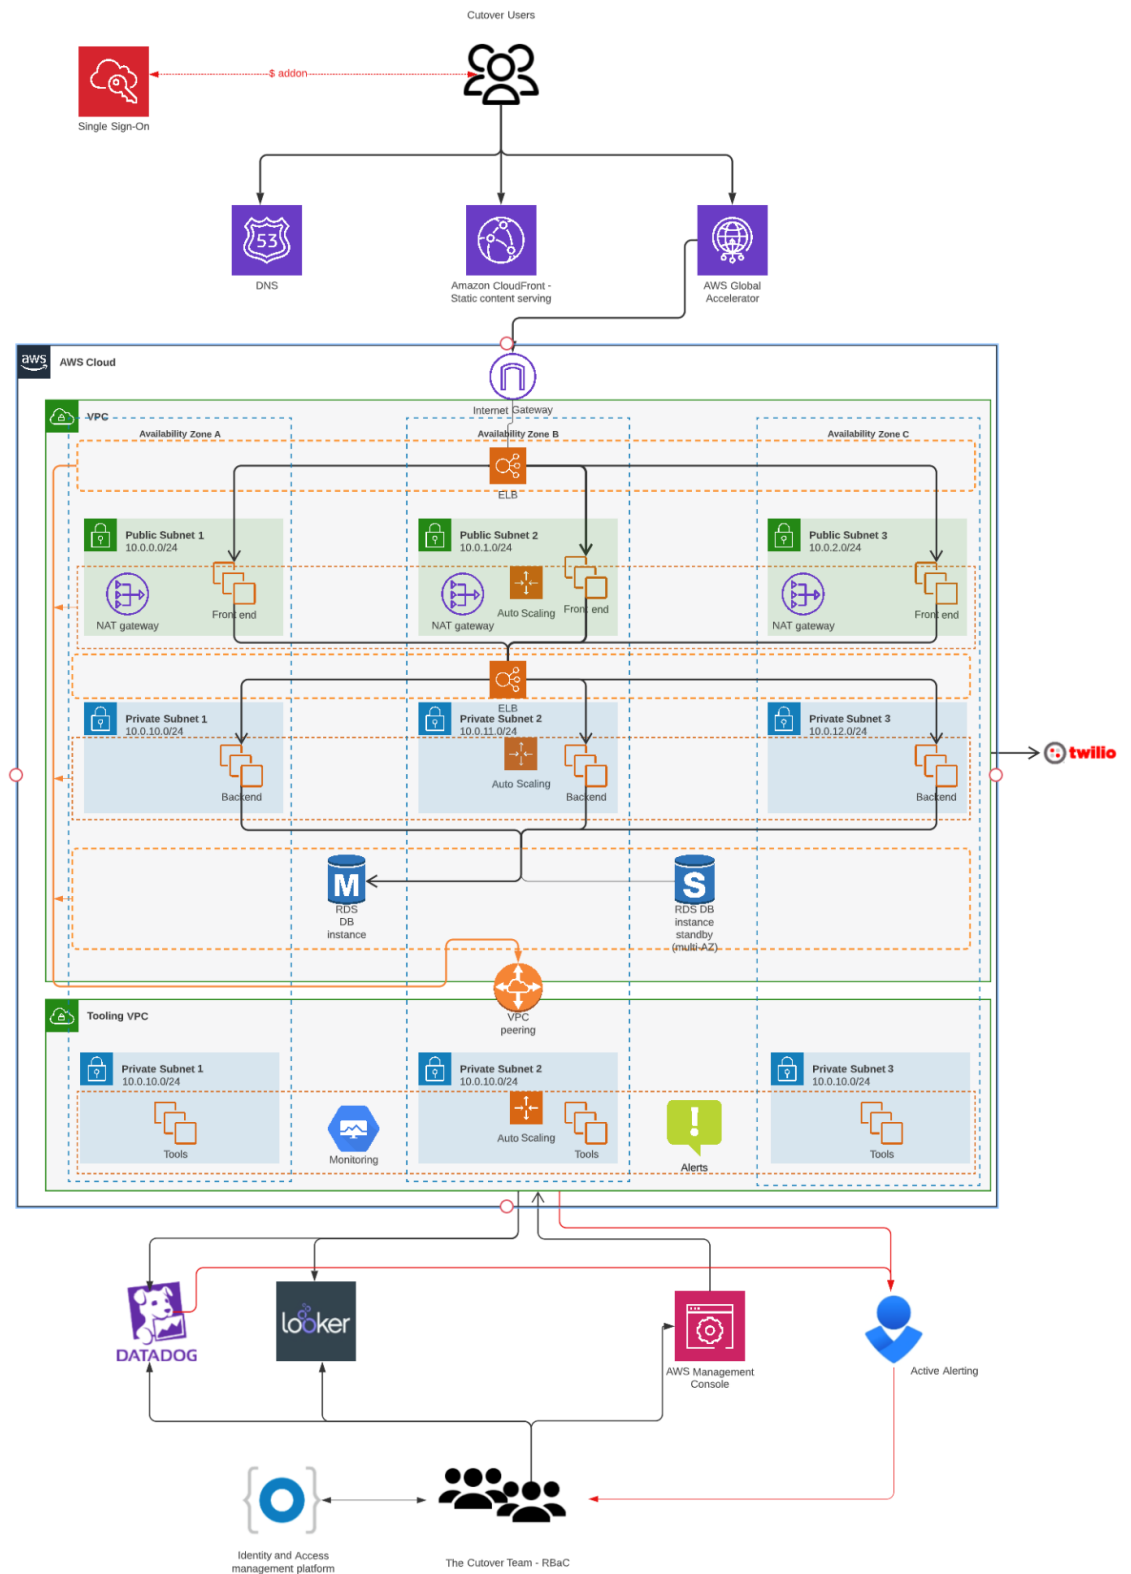 Cutover Users
$ addon
Single Sign-On
53
DNS
Amazon CloudFront -
Static content serving
AWS Global
Accelerator
aws
AWS Cloud
Internet Gateway
VPC
Availability Zone A
Availability Zone B
Availability Zone C
ELB
Public Subnet 1
10.0.0.0/24
Public Subnet 2
10.0.1.0/24
Public Subnet 3
10.0.2.0/24
NAT gateway
Front end
NAT gateway
Auto Scaling
Front end
NAT gateway
Front end
ELB
Private Subnet 1
10.0.10.0/24
Private Subnet 2
10.0.11.0/24
Private Subnet 3
10.0.12.0/24
Backend
Auto Scaling
Backend
Backend
twilio
M
RDS
DB
instance
S
RDS DB
instance
standby
(multi-AZ)
VPC
peering
Tooling VPC
Private Subnet 1
10.0.10.0/24
Private Subnet 2
10.0.10.0/24
Private Subnet 3
10.0.10.0/24
Tools
Monitoring
Auto Scaling
Tools
!
Alerts
Tools
DATADOG
looker
AWS Management
Console
Active Alerting
Identity and Access
management platform
The Cutover Team - RBaC